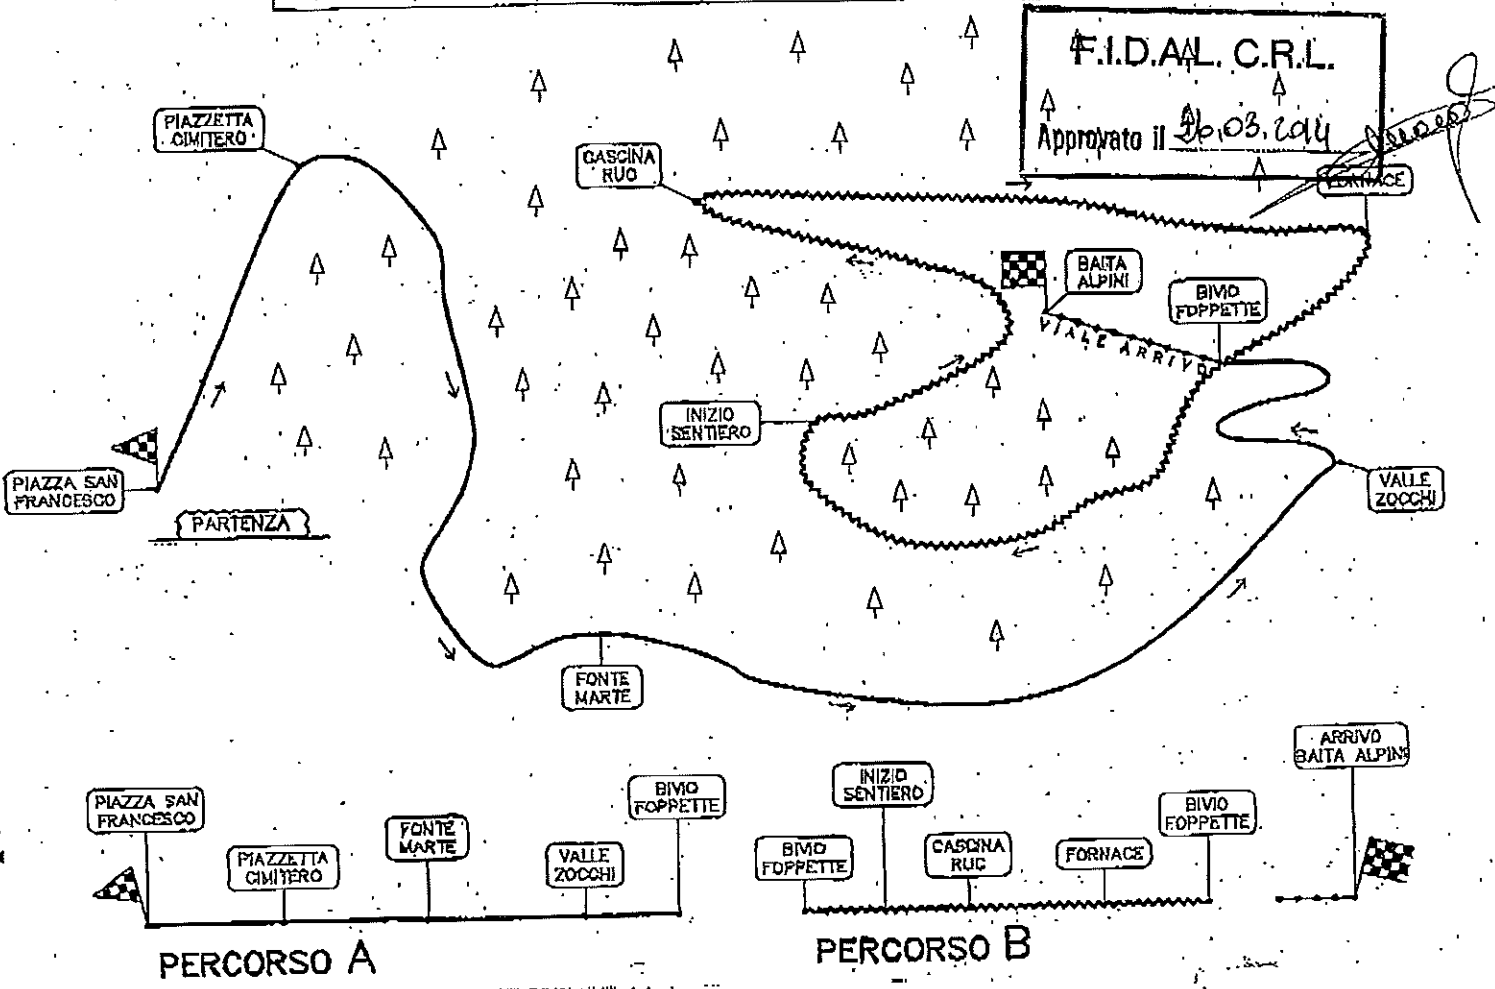 F.I.D.A.L. C.R.L.
Approvato il 26.03.2014
PIAZZETTA
CIMITERO
CASCINA
RUO
FORNACE
BAITA
ALPINI
BIVIO
FOPPETTE
VIALE ARRIVO
INIZIO
SENTIERO
PIAZZA SAN
FRANCESCO
VALLE
ZOCCHI
PARTENZA
FONTE
MARTE
ARRIVO
BAITA ALPINI
PIAZZA SAN
FRANCESCO
PIAZZETTA
CIMITERO
FONTE
MARTE
VALLE
ZOCCHI
BIVIO
FOPPETTE
BIVIO
FOPPETTE
INIZIO
SENTIERO
CASCINA
RUC
FORNACE
BIVIO
FOPPETTE
PERCORSO A
PERCORSO B